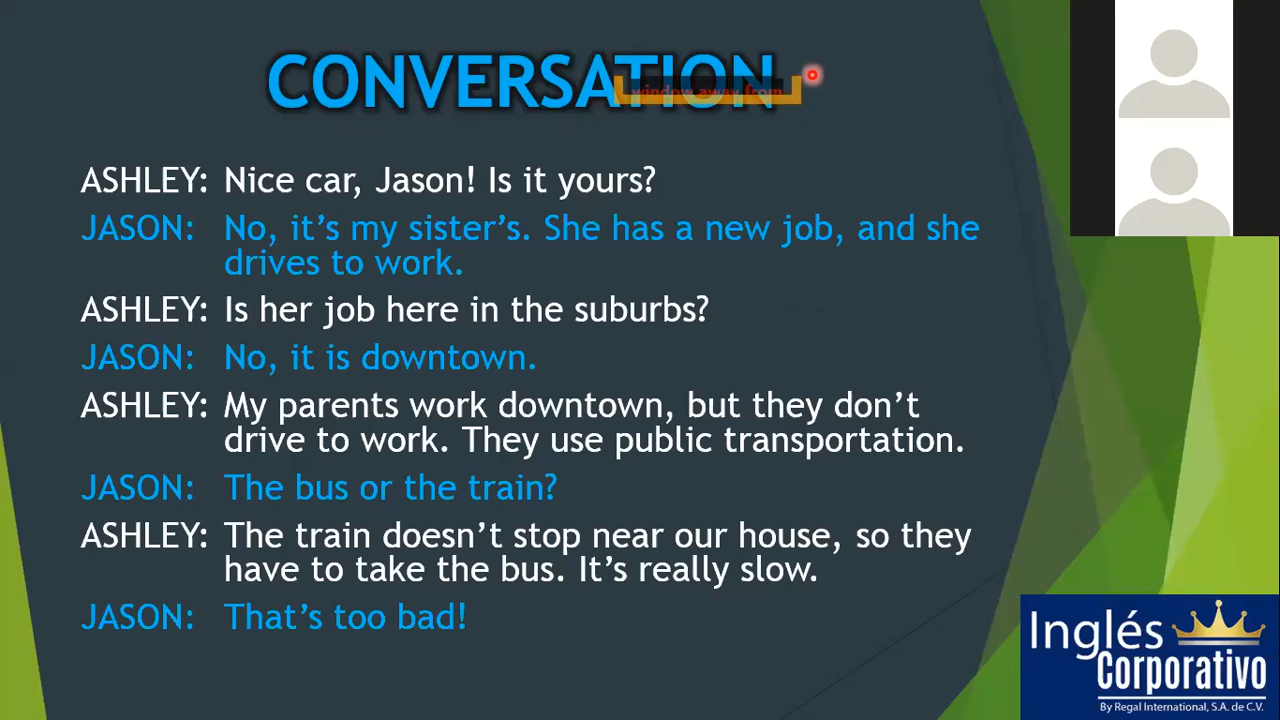 CONVERSATION
window away from
ASHLEY: Nice car, Jason! Is it yours?
JASON: No, it’s my sister’s. She has a new job, and she
drives to work.
ASHLEY: Is her job here in the suburbs?
JASON: No, it is downtown.
ASHLEY: My parents work downtown, but they don’t
drive to work. They use public transportation.
JASON: The bus or the train?
ASHLEY: The train doesn’t stop near our house, so they
have to take the bus. It’s really slow.
JASON: That’s too bad!
Inglés
Corporativo
By Regal International, S.A. de C.V.